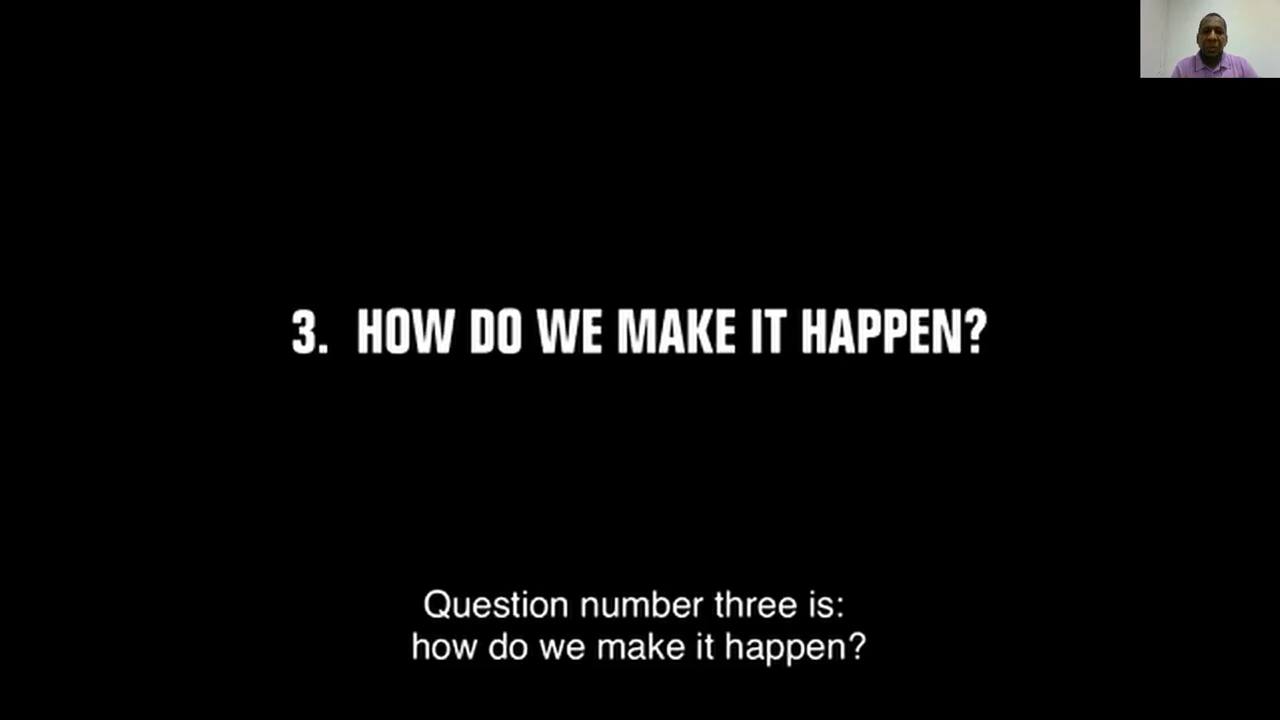 3. HOW DO WE MAKE IT HAPPEN?
Question number three is:
how do we make it happen?